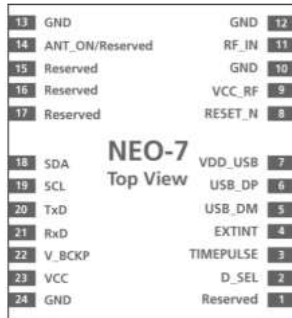 13 GND GND 12
14 ANT_ON/Reserved RF_IN 11
15 Reserved GND 10
16 Reserved VCC_RF 9
17 Reserved RESET_N 8
NEO-7
Top View
18 SDA VDD_USB 7
19 SCL USB_DP 6
20 TxD USB_DM 5
21 RxD EXTINT 4
22 V_BCKP TIMEPULSE 3
23 VCC D_SEL 2
24 GND Reserved 1